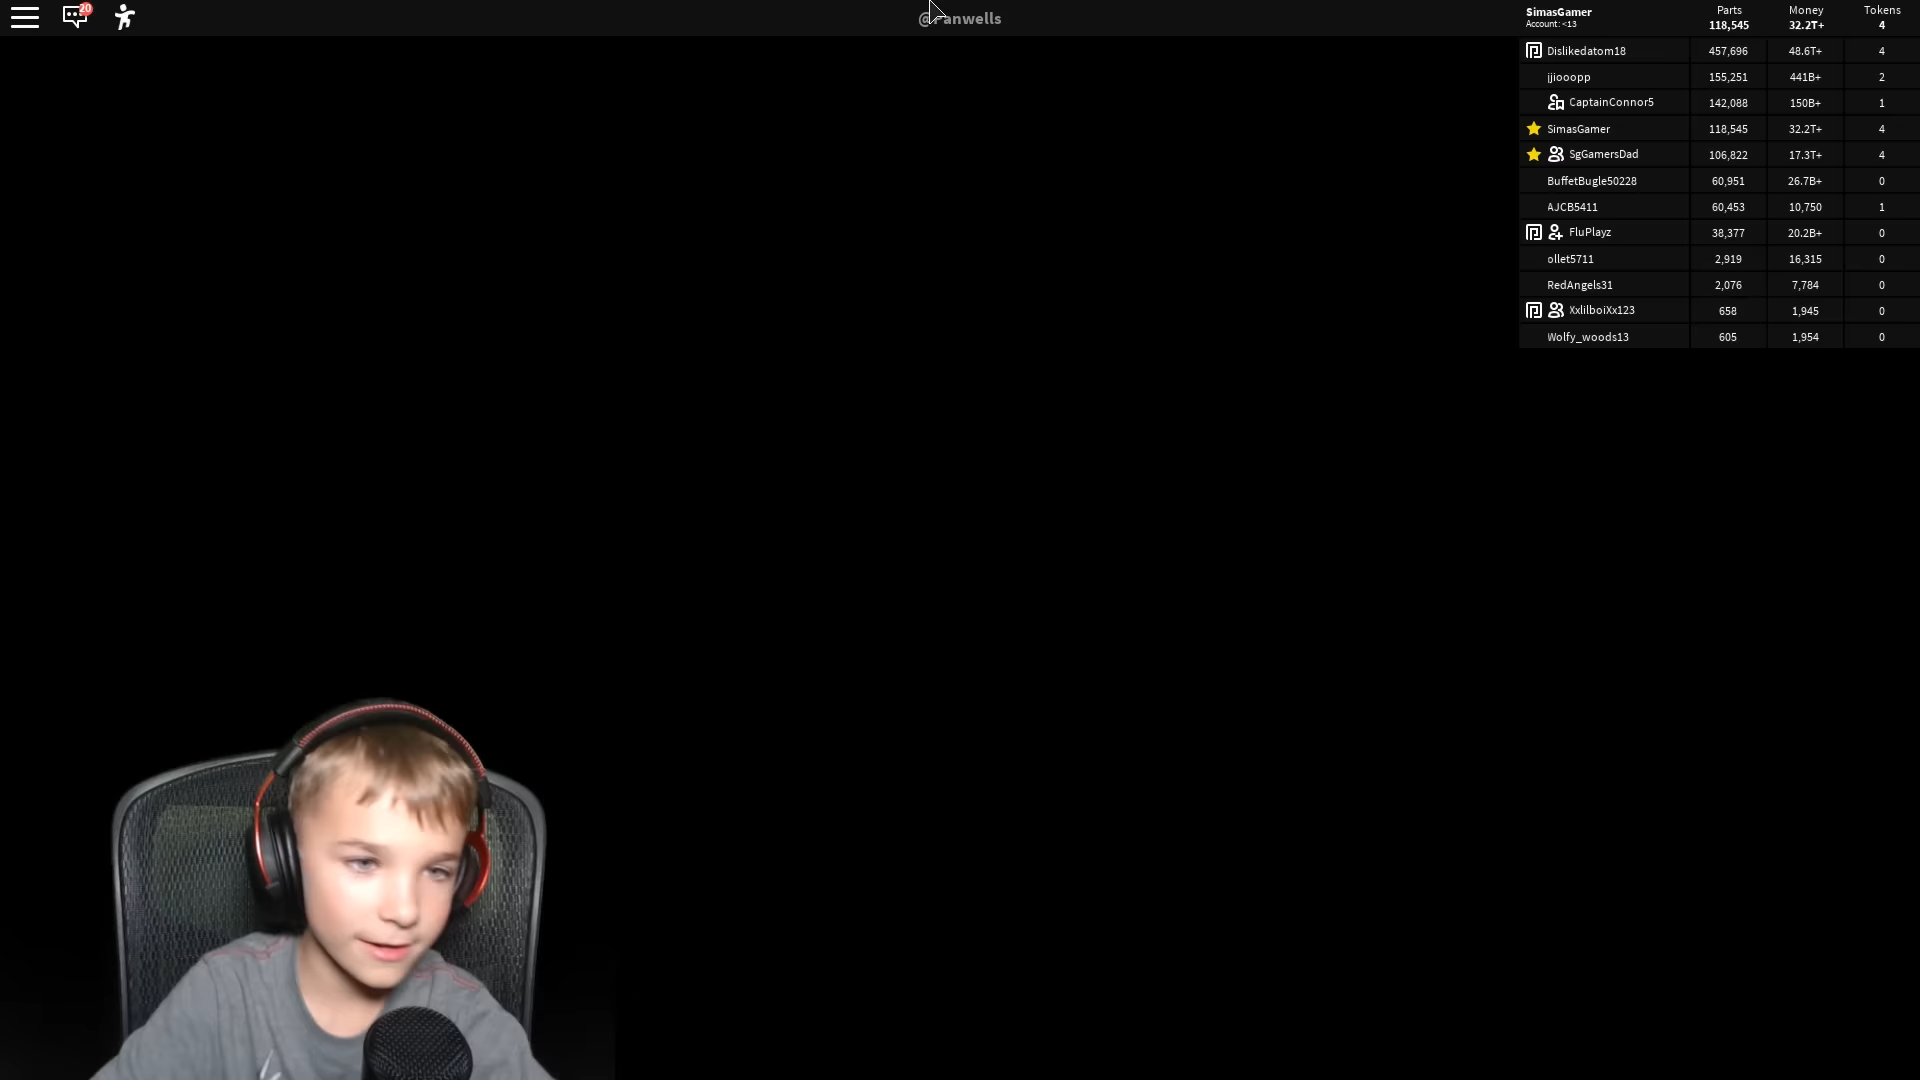 20
SimasGamer Parts Money Tokens
Account: <13 118,545 32.2T+ 4
Dislikedatom18 457,696 48.6T+ 4
jjiooopp 155,251 441B+ 2
CaptainConnor5 142,088 150B+ 1
SimasGamer 118,545 32.2T+ 4
SgGamersDad 106,822 17.3T+ 4
BuffetBugle50228 60,951 26.7B+ 0
AJCB5411 60,453 10,750 1
FluPlayz 38,377 20.2B+ 0
ollet5711 2,919 16,315 0
RedAngels31 2,076 7,784 0
XxlilboiXx123 658 1,945 0
Wolfy_woods13 605 1,954 0